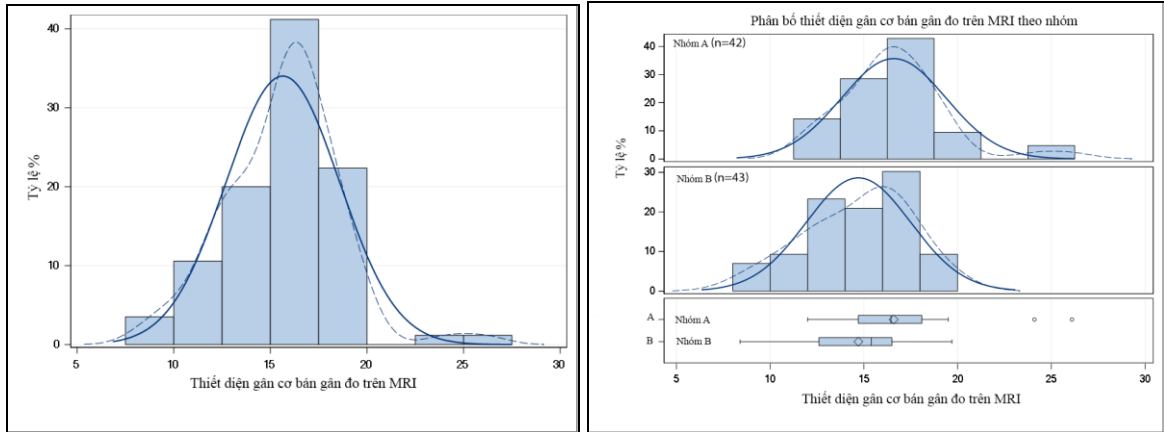 40
30
20
10
0
Tỷ lệ %
5 10 15 20 25 30
Thiết diện gân cơ bán gân đo trên MRI
Phân bố thiết diện gân cơ bán gân đo trên MRI theo nhóm
Nhóm A (n=42)
40
30
20
10
0
Tỷ lệ %
Nhóm B (n=43)
30
20
10
0
A Nhóm A
B Nhóm B
5 10 15 20 25 30
Thiết diện gân cơ bán gân đo trên MRI